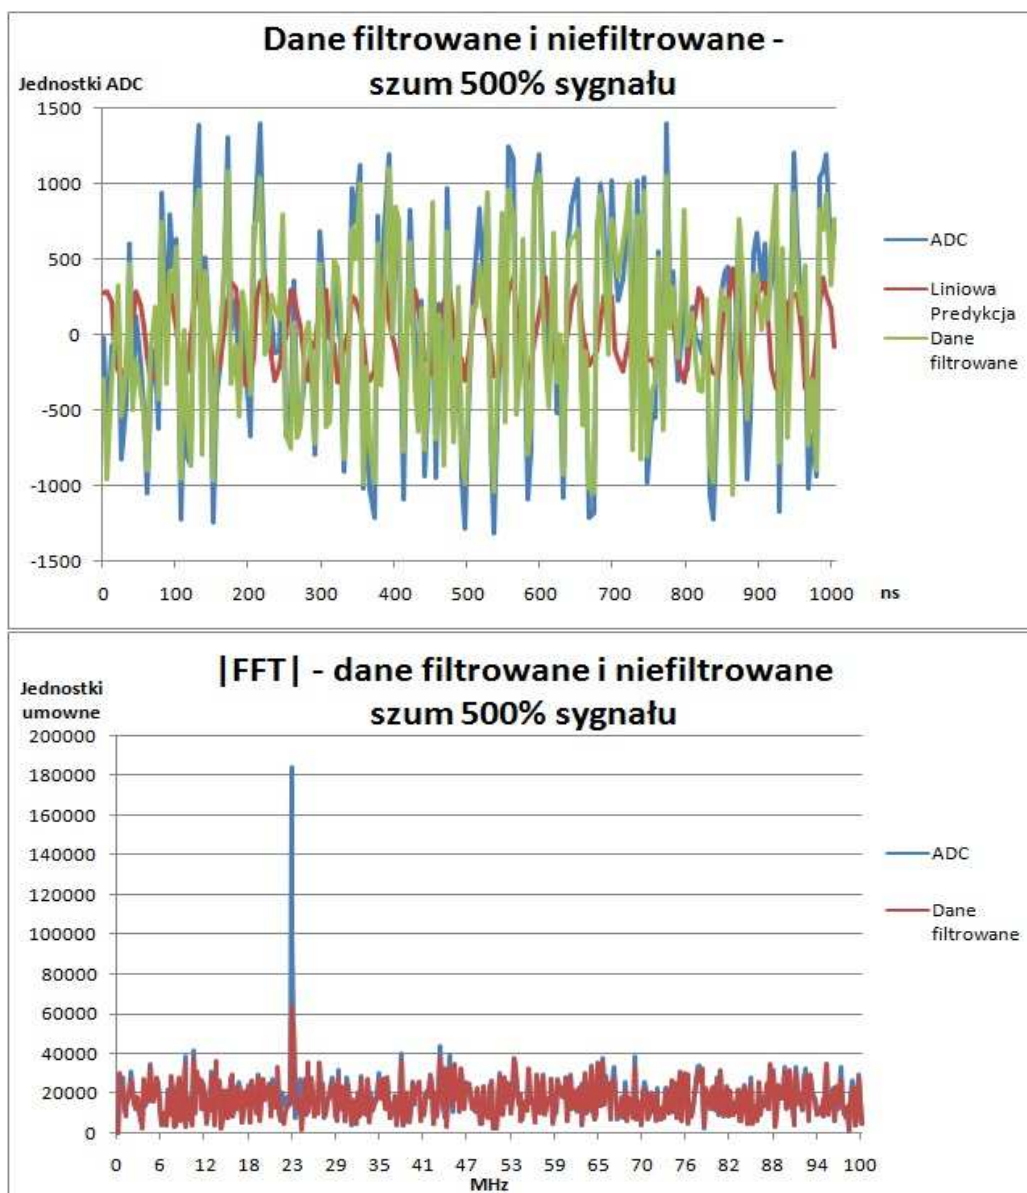 Dane filtrowane i niefiltrowane -
szum 500% sygnału
Jednostki ADC
1500
1000
500
0
-500
-1000
-1500
0 100 200 300 400 500 600 700 800 900 1000 ns
ADC
Liniowa
Predykcja
Dane
filtrowane
|FFT| - dane filtrowane i niefiltrowane
szum 500% sygnału
Jednostki
umowne
200000
180000
160000
140000
120000
100000
80000
60000
40000
20000
0
0 6 12 18 23 29 35 41 47 53 59 65 70 76 82 88 94 100
MHz
ADC
Dane
filtrowane